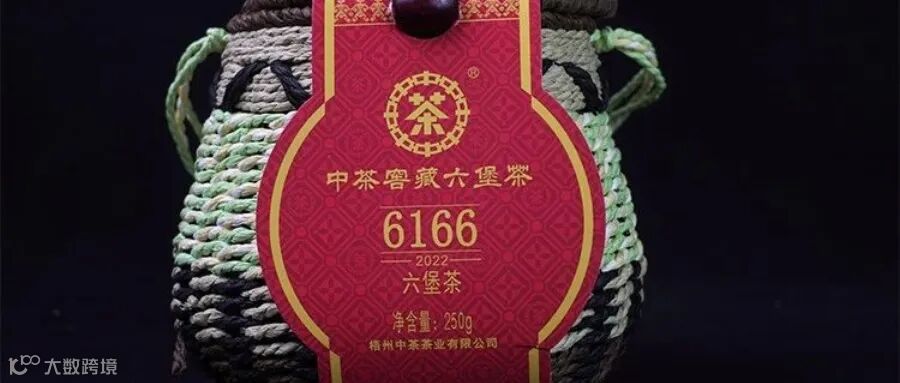 茶
®
中茶窖藏六堡茶
6166
2022
六堡茶
净含量：250g
梧州中茶茶业有限公司
大数跨境